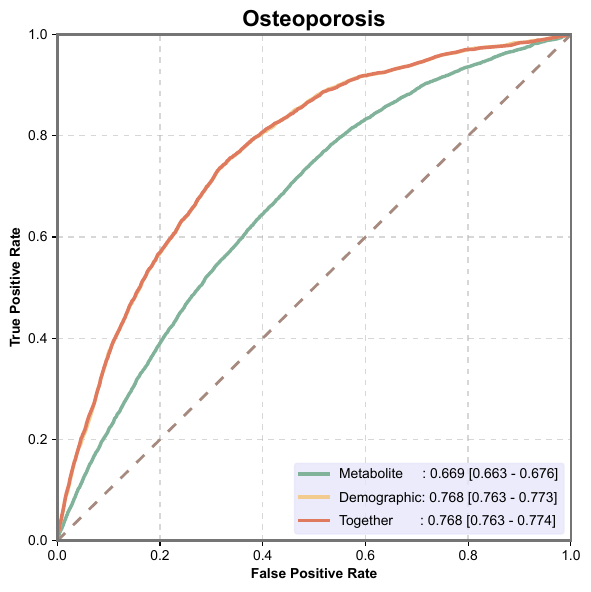 Osteoporosis
1.0
0.8
0.6
0.4
0.2
0.0
True Positive Rate
Metabolite : 0.669 [0.663 - 0.676]
Demographic: 0.768 [0.763 - 0.773]
Together : 0.768 [0.763 - 0.774]
0.0 0.2 0.4 0.6 0.8 1.0
False Positive Rate